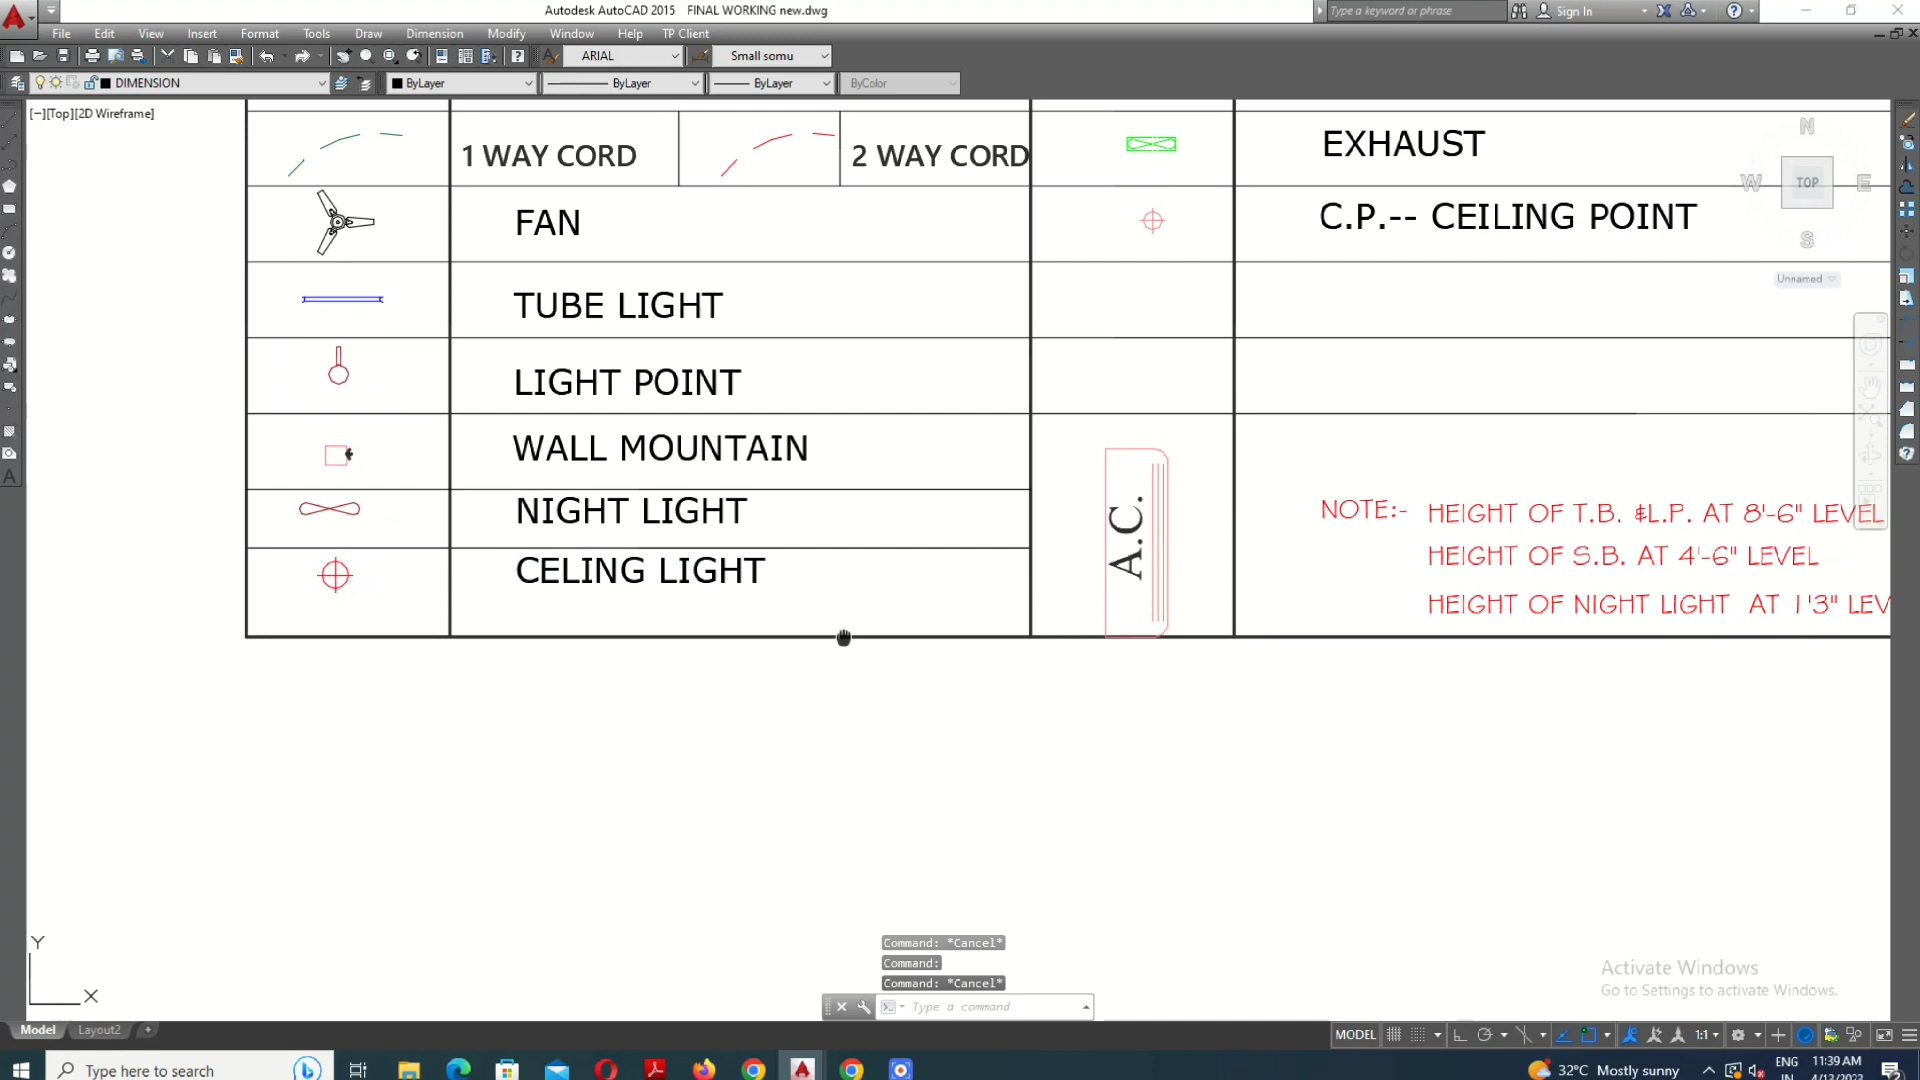 Autodesk AutoCAD 2015 FINAL WORKING new.dwg
Type a keyword or phrase
Sign In
File Edit View Insert Format Tools Draw Dimension Modify Window Help TP Client
ARIAL
Small somu
DIMENSION
ByLayer
ByLayer
ByLayer
ByColor
[−][Top][2D Wireframe]
1 WAY CORD
2 WAY CORD
EXHAUST
FAN
C.P.-- CEILING POINT
TUBE LIGHT
LIGHT POINT
WALL MOUNTAIN
NIGHT LIGHT
CELING LIGHT
A.C.
NOTE:- HEIGHT OF T.B. &L.P. AT 8'-6" LEVEL
HEIGHT OF S.B. AT 4'-6" LEVEL
HEIGHT OF NIGHT LIGHT AT 1'3" LEV
N
W
TOP
E
S
Unnamed
Y
X
Command: *Cancel*
Command:
Command: *Cancel*
Type a command
Activate Windows
Go to Settings to activate Windows.
Model Layout2 +
MODEL
1:1
Type here to search
32°C Mostly sunny
ENG
IN
11:39 AM